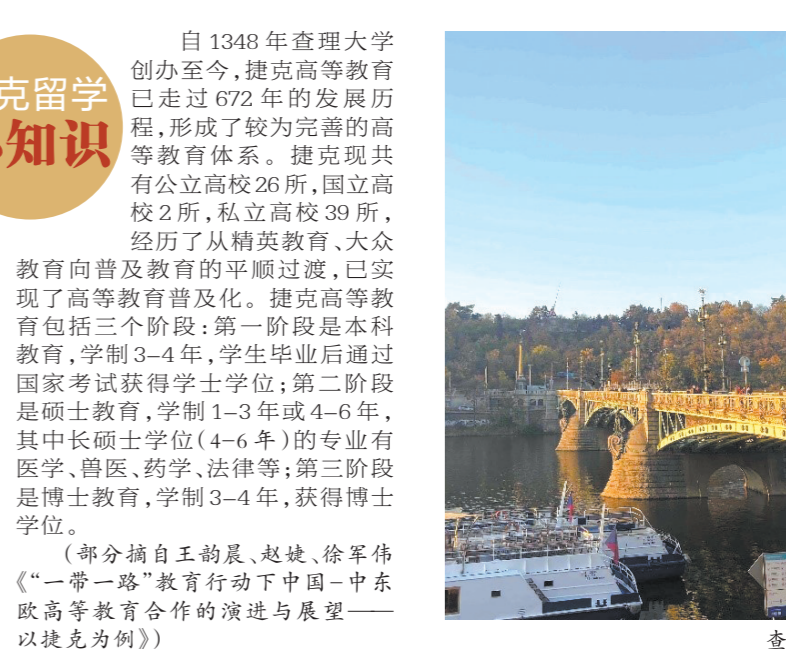 克留学
知识
自1348年查理大学
创办至今,捷克高等教育
已走过672年的发展历
程,形成了较为完善的高
等教育体系。捷克现共
有公立高校26所,国立高
校2所,私立高校39所,
经历了从精英教育、大众
教育向普及教育的平顺过渡,已实
现了高等教育普及化。捷克高等教
育包括三个阶段:第一阶段是本科
教育,学制3-4年,学生毕业后通过
国家考试获得学士学位;第二阶段
是硕士教育,学制1-3年或4-6年,
其中长硕士学位(4-6年)的专业有
医学、兽医、药学、法律等;第三阶段
是博士教育,学制3-4年,获得博士
学位。
(部分摘自王韵晨、赵婕、徐军伟
《“一带一路”教育行动下中国-中东
欧高等教育合作的演进与展望——
以捷克为例》)
查